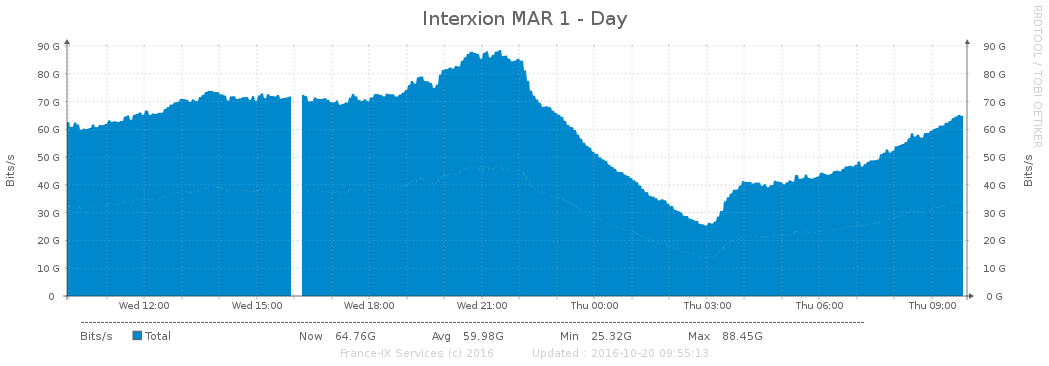 Interxion MAR 1 - Day
RRDTOOL / TOBI OETIKER
Bits/s
90 G 90 G
80 G 80 G
70 G 70 G
60 G 60 G
50 G 50 G
40 G 40 G
30 G 30 G
20 G 20 G
10 G 10 G
0 0 G
Bits/s
Wed 12:00 Wed 15:00 Wed 18:00 Wed 21:00 Thu 00:00 Thu 03:00 Thu 06:00 Thu 09:00
Bits/s Total Now 64.76G Avg 59.98G Min 25.32G Max 88.45G
France-IX Services (c) 2016 Updated : 2016-10-20 09:55:13